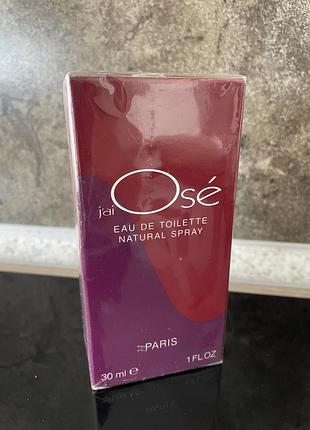 j'ai Osé
EAU DE TOILETTE
NATURAL SPRAY
PARIS
30 ml ℮
1 FL OZ